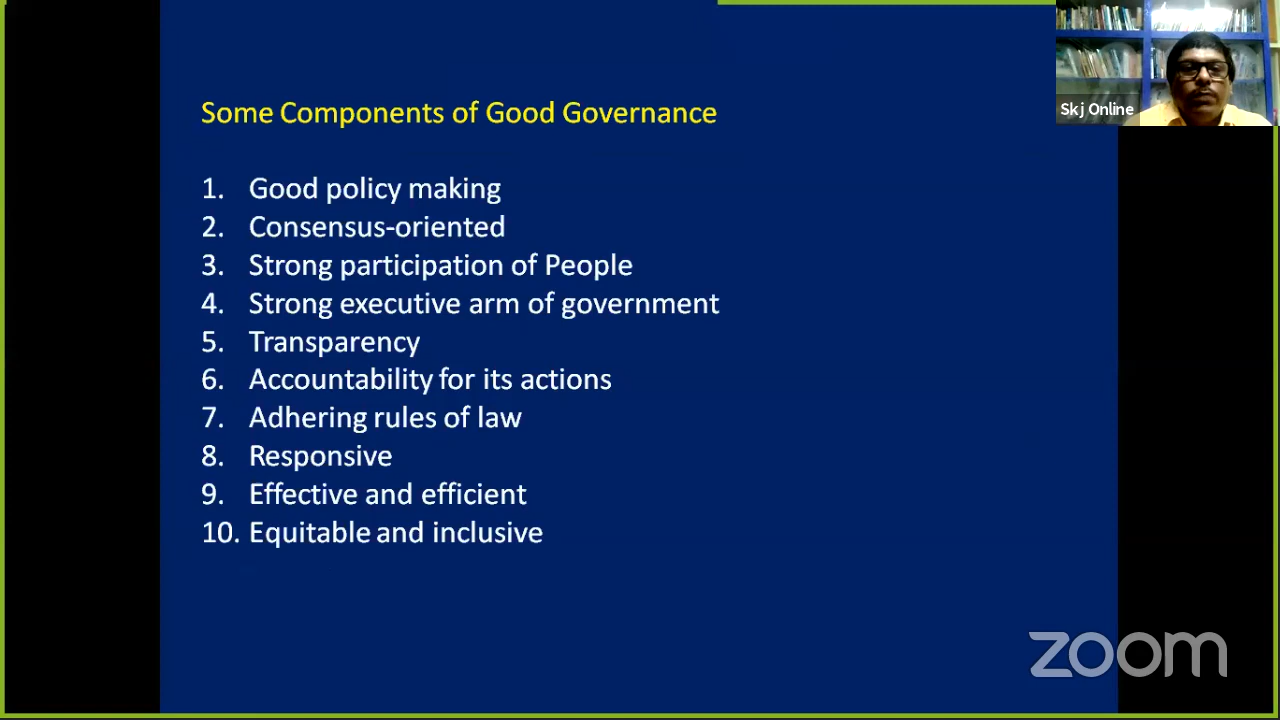 Some Components of Good Governance
1. Good policy making
2. Consensus-oriented
3. Strong participation of People
4. Strong executive arm of government
5. Transparency
6. Accountability for its actions
7. Adhering rules of law
8. Responsive
9. Effective and efficient
10. Equitable and inclusive
Skj Online
zoom